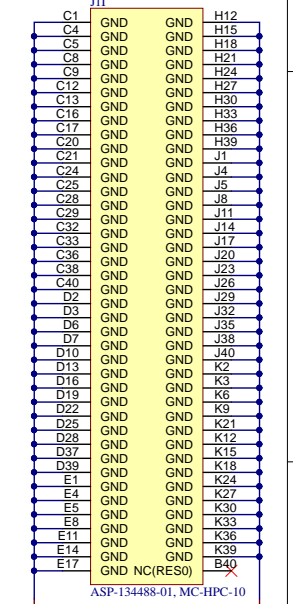 J11
C1 GND GND H12
C4 GND GND H15
C5 GND GND H18
C8 GND GND H21
C9 GND GND H24
C12 GND GND H27
C13 GND GND H30
C16 GND GND H33
C17 GND GND H36
C20 GND GND H39
C21 GND GND J1
C24 GND GND J4
C25 GND GND J5
C28 GND GND J8
C29 GND GND J11
C32 GND GND J14
C33 GND GND J17
C36 GND GND J20
C38 GND GND J23
C40 GND GND J26
D2 GND GND J29
D3 GND GND J32
D6 GND GND J35
D7 GND GND J38
D10 GND GND J40
D13 GND GND K2
D16 GND GND K3
D19 GND GND K6
D22 GND GND K9
D25 GND GND K21
D28 GND GND K12
D37 GND GND K15
D39 GND GND K18
E1 GND GND K24
E4 GND GND K27
E5 GND GND K30
E8 GND GND K33
E11 GND GND K36
E14 GND GND K39
E17 GND NC(RES0) B40
ASP-134488-01, MC-HPC-10